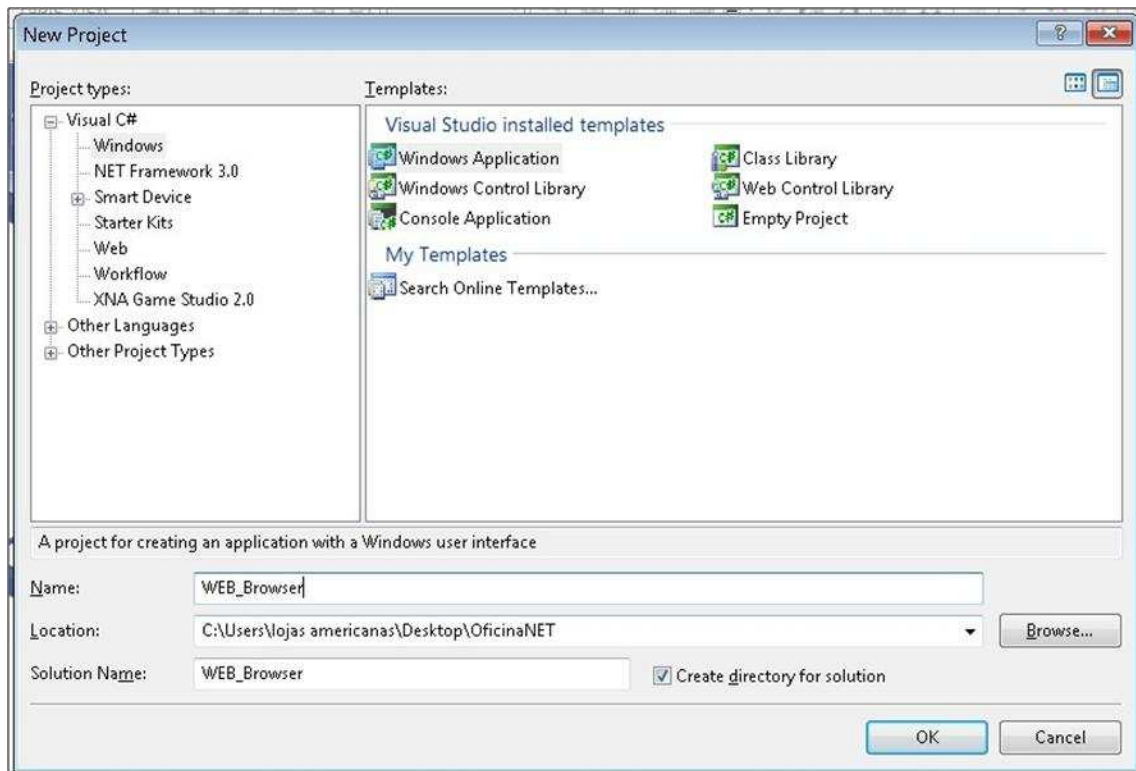 New Project
Project types:
Templates:
Visual C#
Windows
NET Framework 3.0
Smart Device
Starter Kits
Web
Workflow
XNA Game Studio 2.0
Other Languages
Other Project Types
Visual Studio installed templates
Windows Application
Class Library
Windows Control Library
Web Control Library
Console Application
Empty Project
My Templates
Search Online Templates...
A project for creating an application with a Windows user interface
Name:
WEB_Browser
Location:
C:\Users\lojas americanas\Desktop\OficinaNET
Browse...
Solution Name:
WEB_Browser
Create directory for solution
OK
Cancel